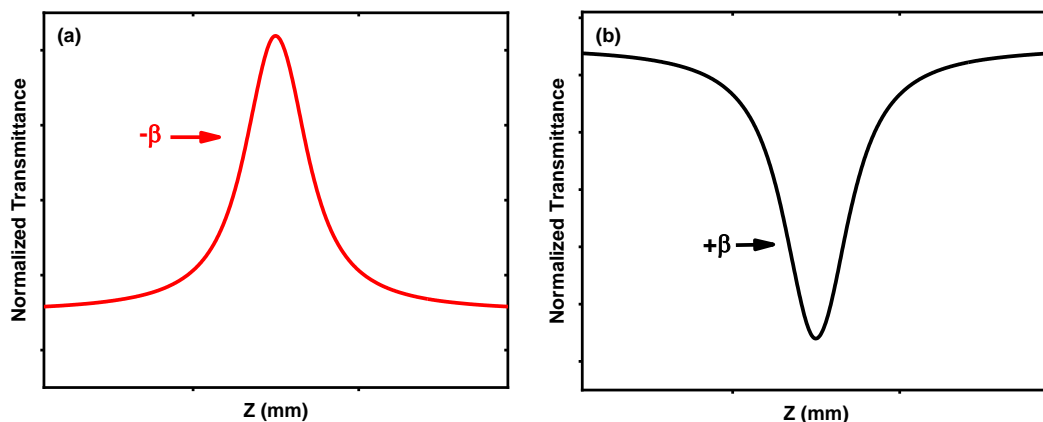 (a)
Normalized Transmittance
-β
Z (mm)
(b)
Normalized Transmittance
+β
Z (mm)